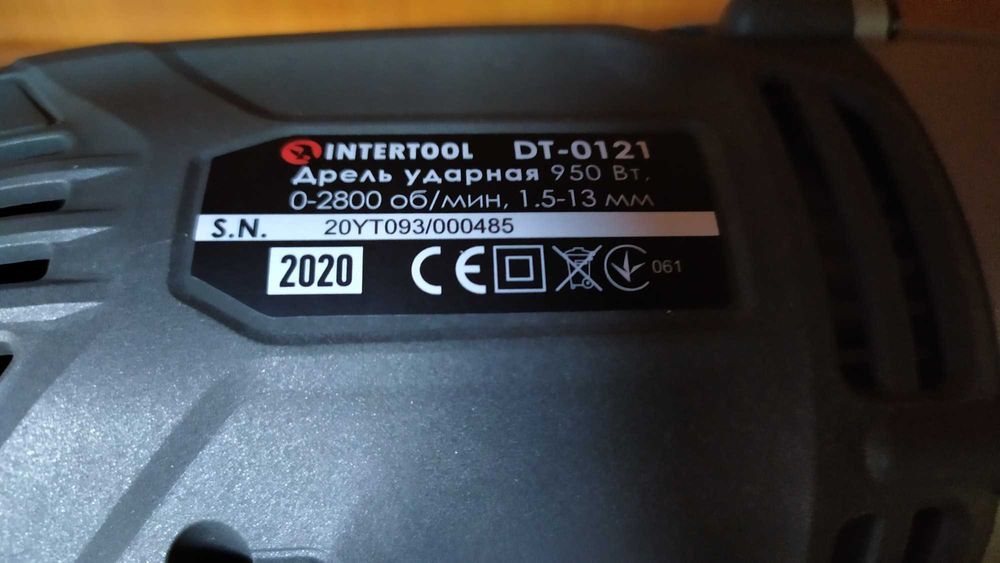 INTERTOOL DT-0121
Дрель ударная 950 Вт,
0-2800 об/мин, 1.5-13 мм
S.N. 20YT093/000485
2020 CE 061